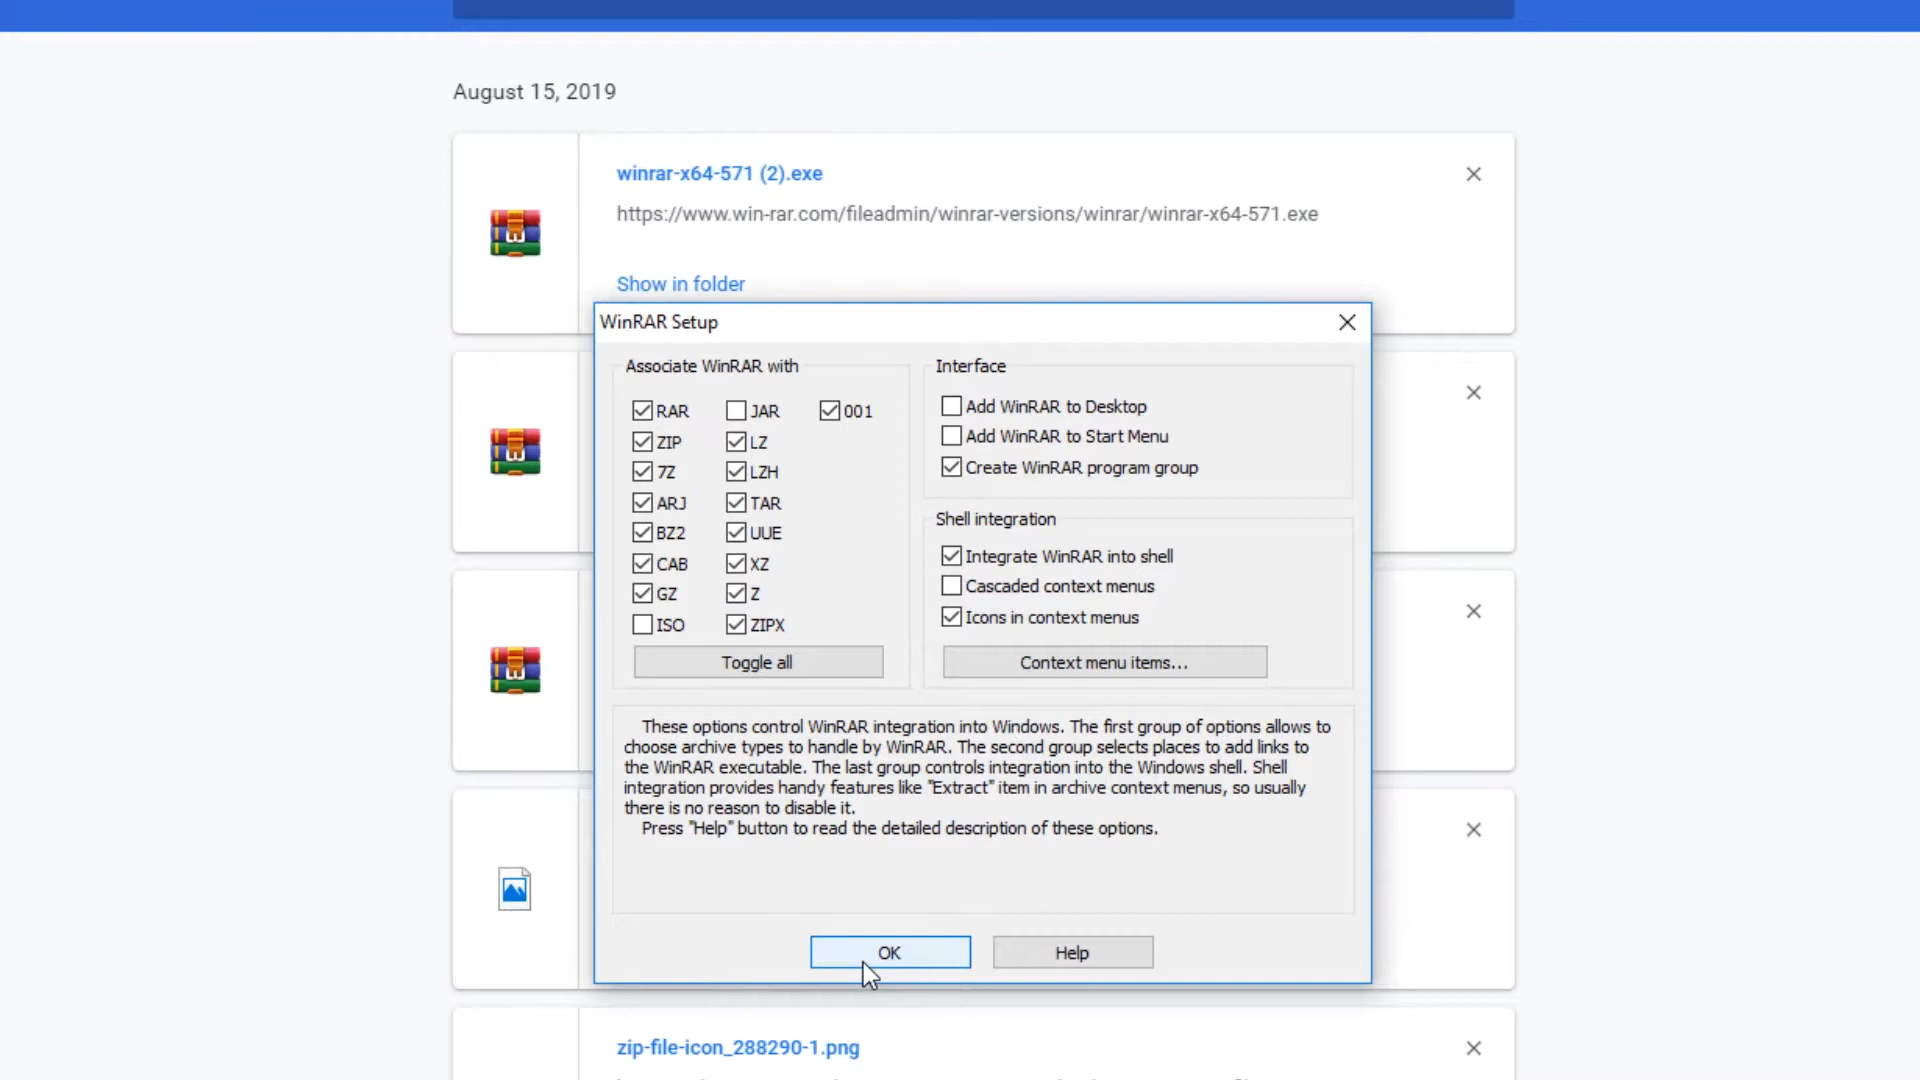 August 15, 2019
winrar-x64-571 (2).exe
https://www.win-rar.com/fileadmin/winrar-versions/winrar/winrar-x64-571.exe
Show in folder
WinRAR Setup
Associate WinRAR with
RAR
JAR
001
ZIP
LZ
7Z
LZH
ARJ
TAR
BZ2
UUE
CAB
XZ
GZ
Z
ISO
ZIPX
Toggle all
Interface
Add WinRAR to Desktop
Add WinRAR to Start Menu
Create WinRAR program group
Shell integration
Integrate WinRAR into shell
Cascaded context menus
Icons in context menus
Context menu items...
These options control WinRAR integration into Windows. The first group of options allows to
choose archive types to handle by WinRAR. The second group selects places to add links to
the WinRAR executable. The last group controls integration into the Windows shell. Shell
integration provides handy features like "Extract" item in archive context menus, so usually
there is no reason to disable it.
Press "Help" button to read the detailed description of these options.
OK
Help
zip-file-icon_288290-1.png